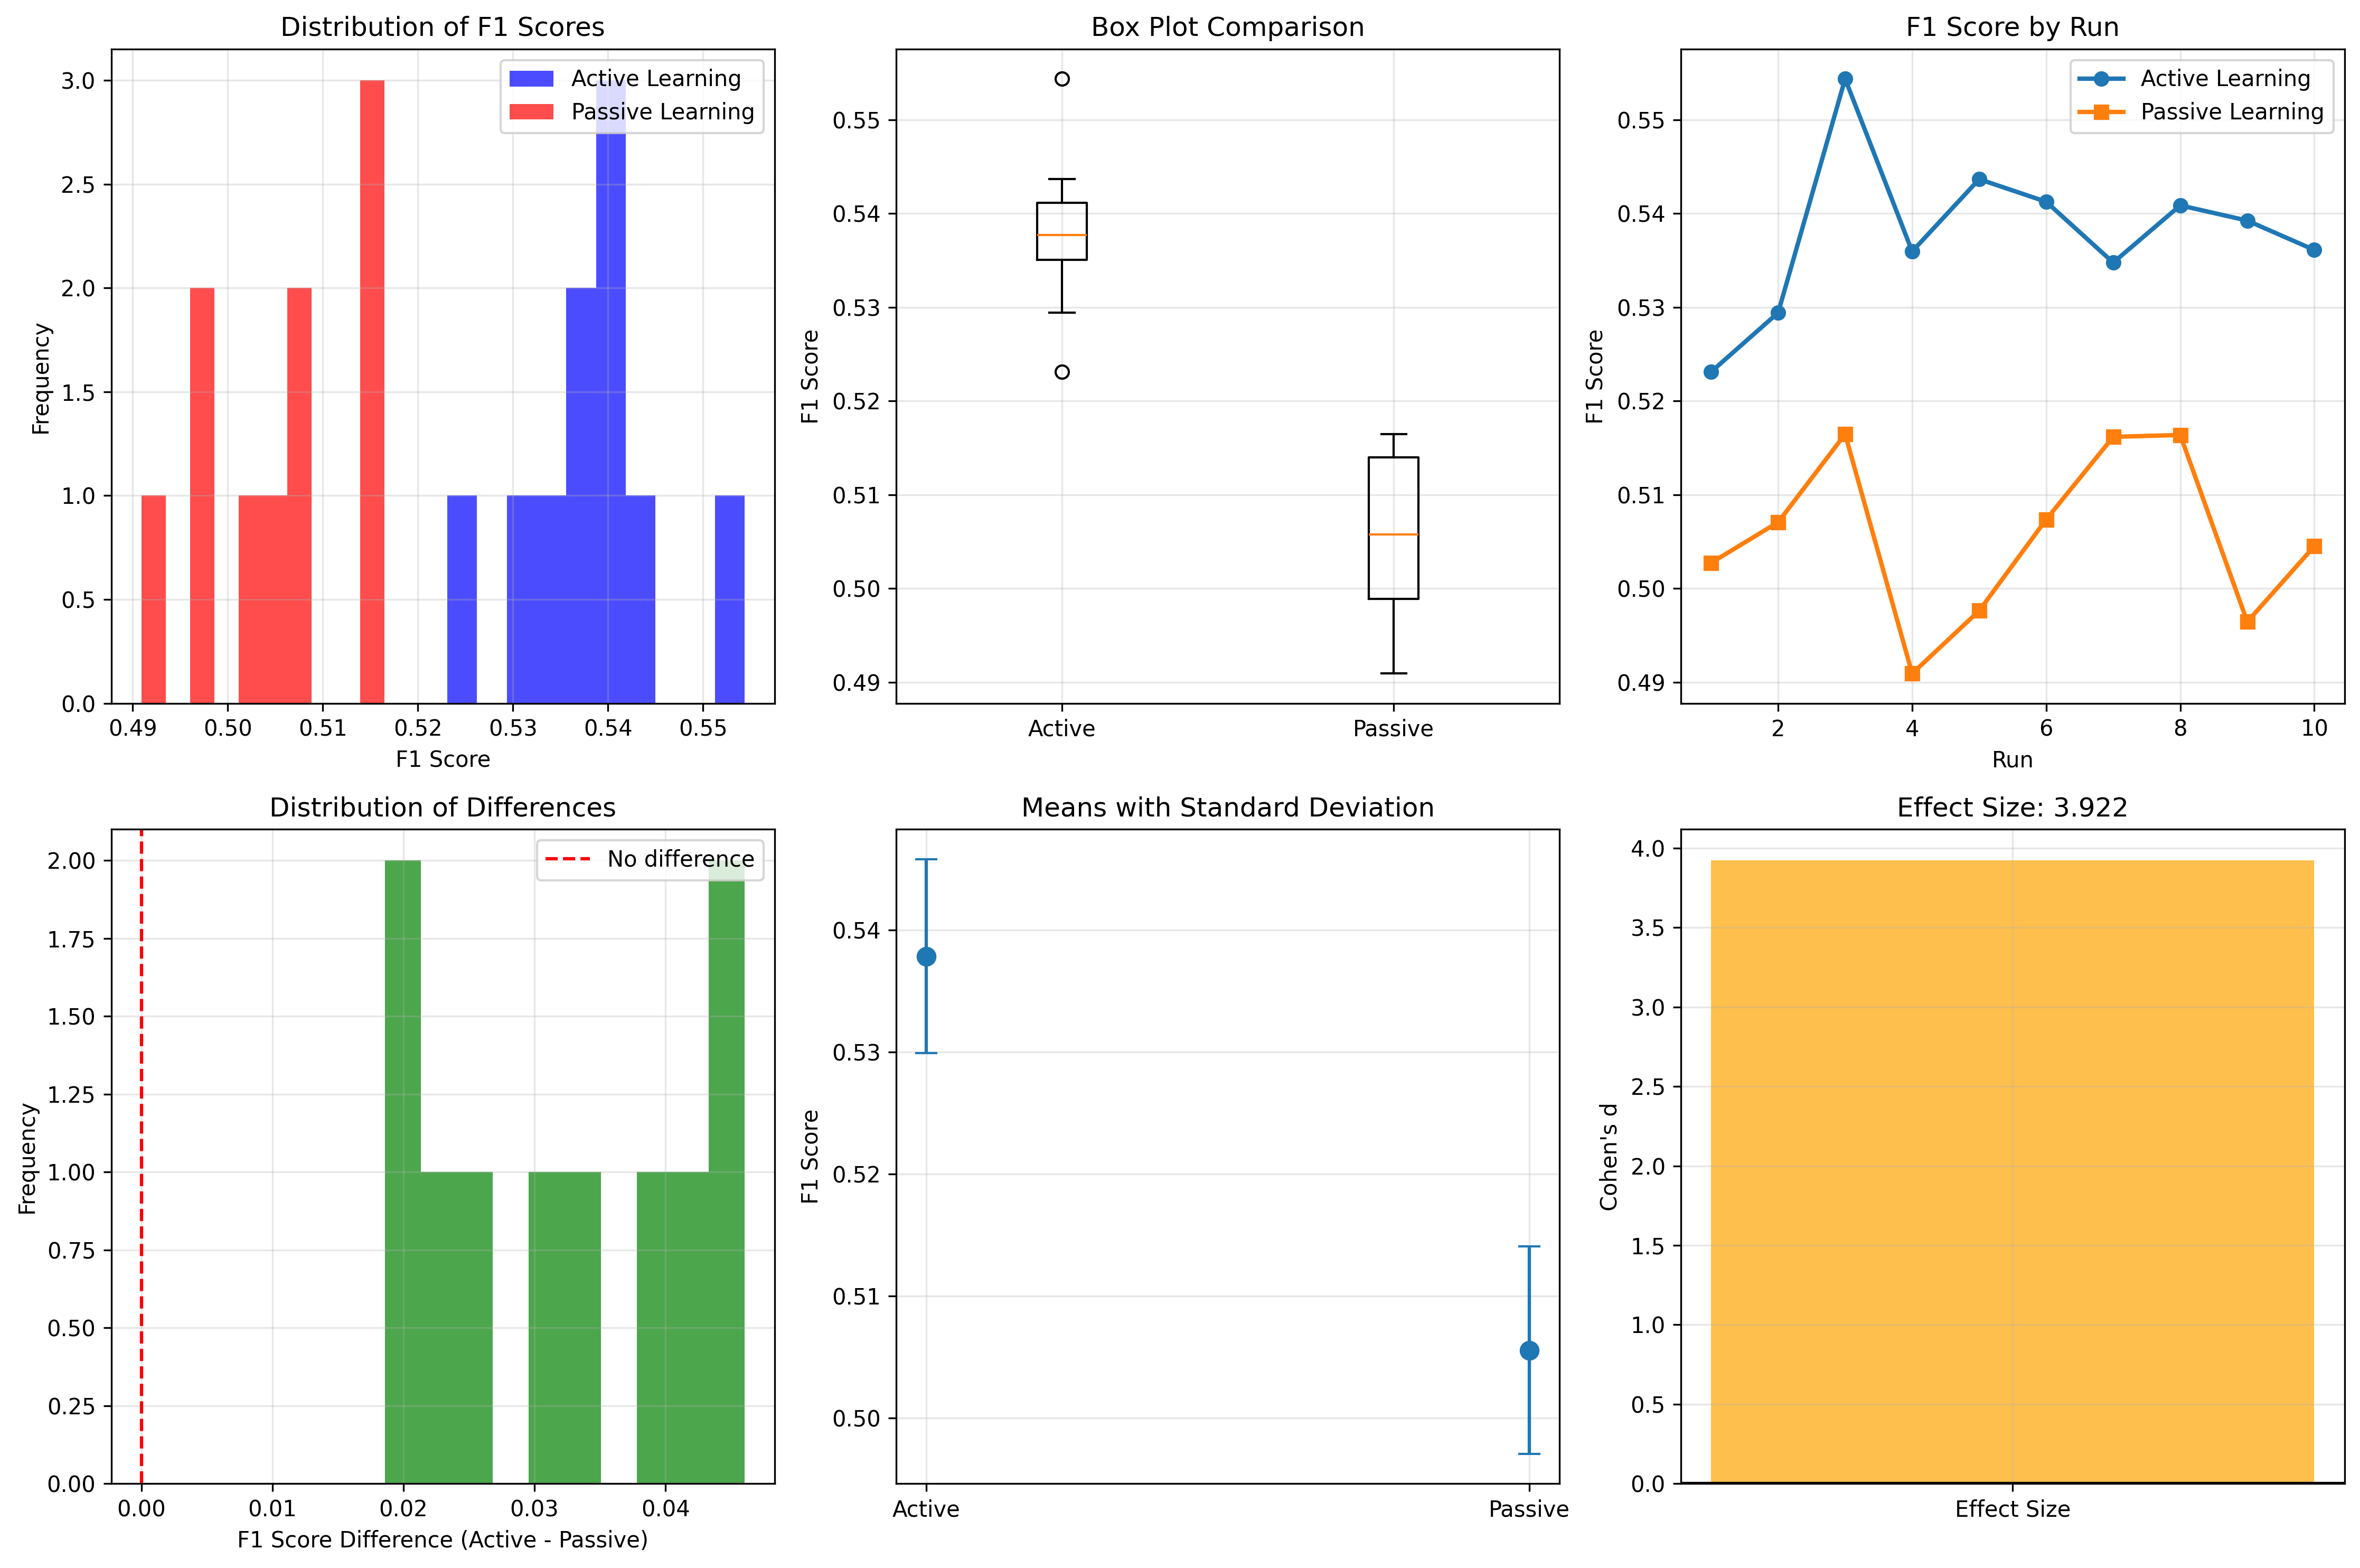 Distribution of F1 Scores
3.0
2.5
2.0
1.5
1.0
0.5
0.0
Frequency
Active Learning
Passive Learning
0.49 0.50 0.51 0.52 0.53 0.54 0.55
F1 Score
Box Plot Comparison
0.55
0.54
0.53
0.52
0.51
0.50
0.49
F1 Score
Active Passive
F1 Score by Run
0.55
0.54
0.53
0.52
0.51
0.50
0.49
F1 Score
Active Learning
Passive Learning
2 4 6 8 10
Run
Distribution of Differences
2.00
1.75
1.50
1.25
1.00
0.75
0.50
0.25
0.00
Frequency
No difference
0.00 0.01 0.02 0.03 0.04
F1 Score Difference (Active - Passive)
Means with Standard Deviation
0.54
0.53
0.52
0.51
0.50
F1 Score
Active Passive
Effect Size: 3.922
4.0
3.5
3.0
2.5
2.0
1.5
1.0
0.5
0.0
Cohen's d
Effect Size